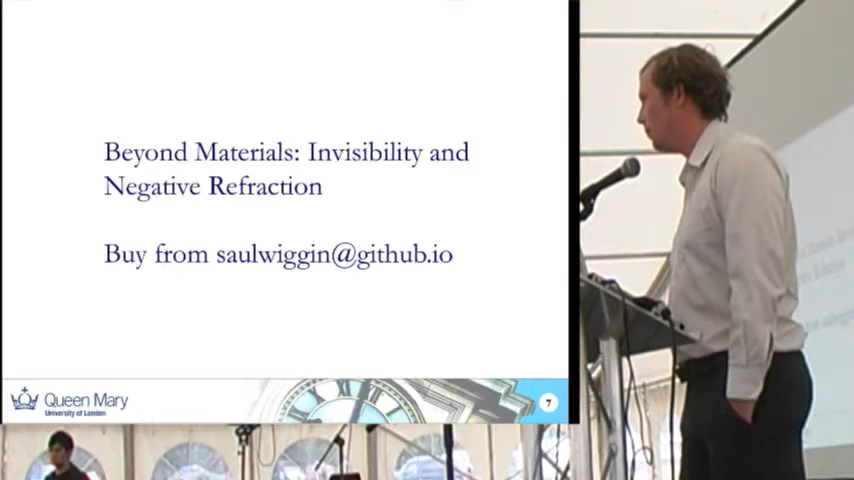 Beyond Materials: Invisibility and
Negative Refraction
Buy from saulwiggin@github.io
Queen Mary
University of London
7